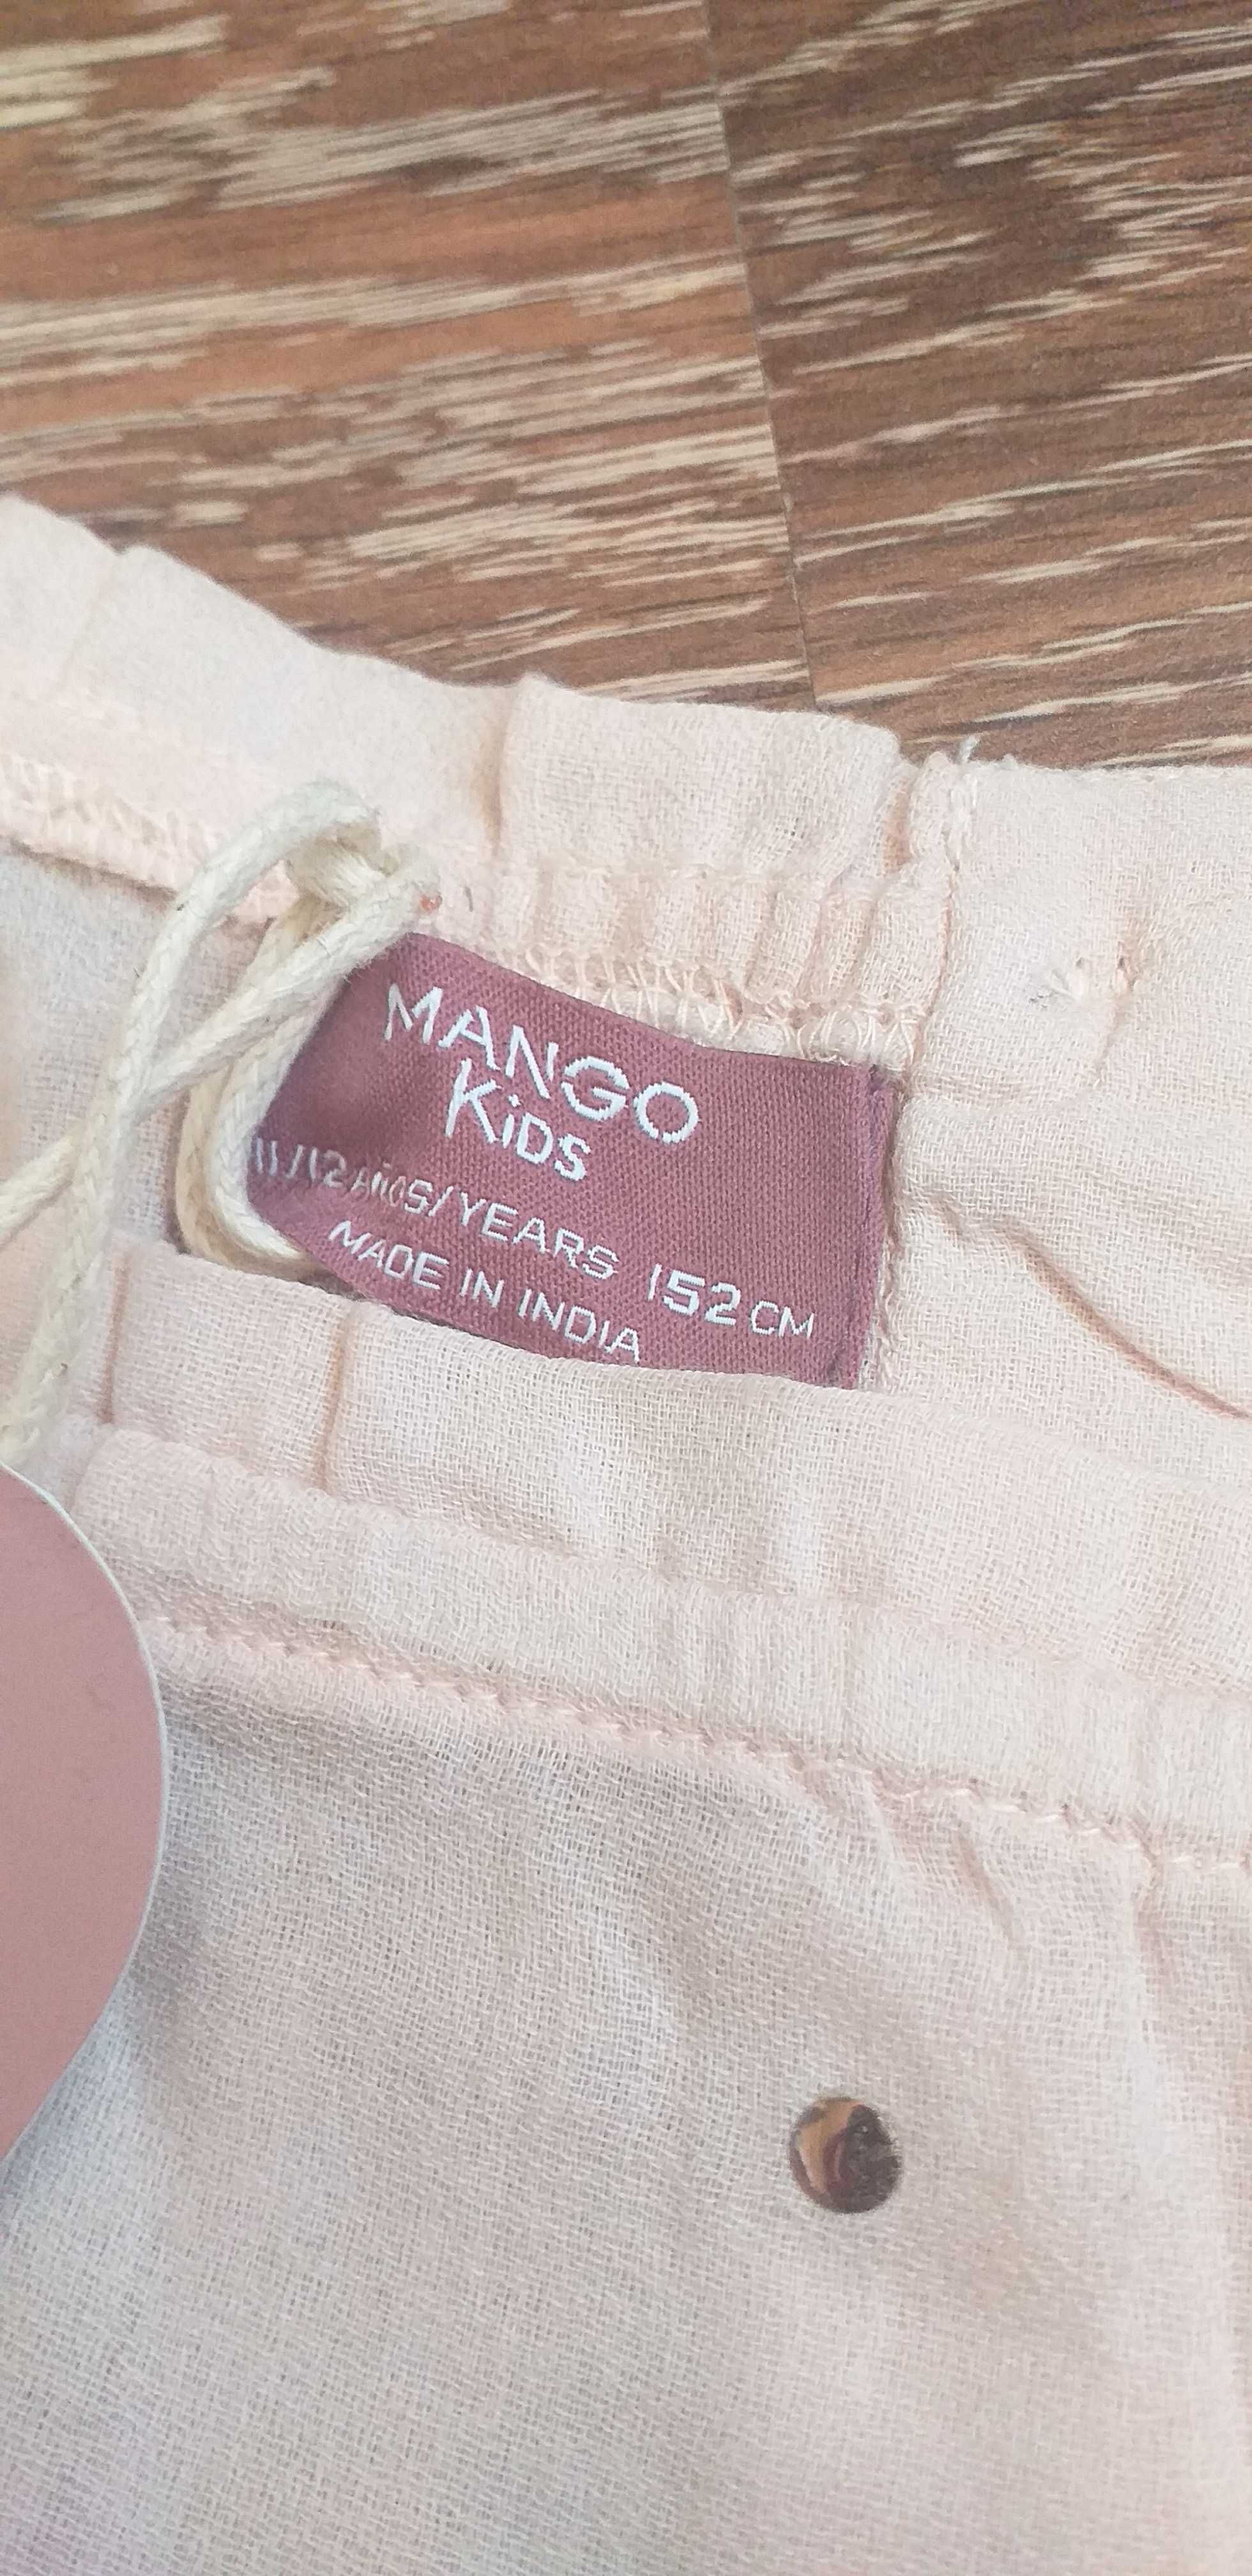 MANGO
KiDS
11/12 AÑOS/YEARS 152 CM
MADE IN INDIA